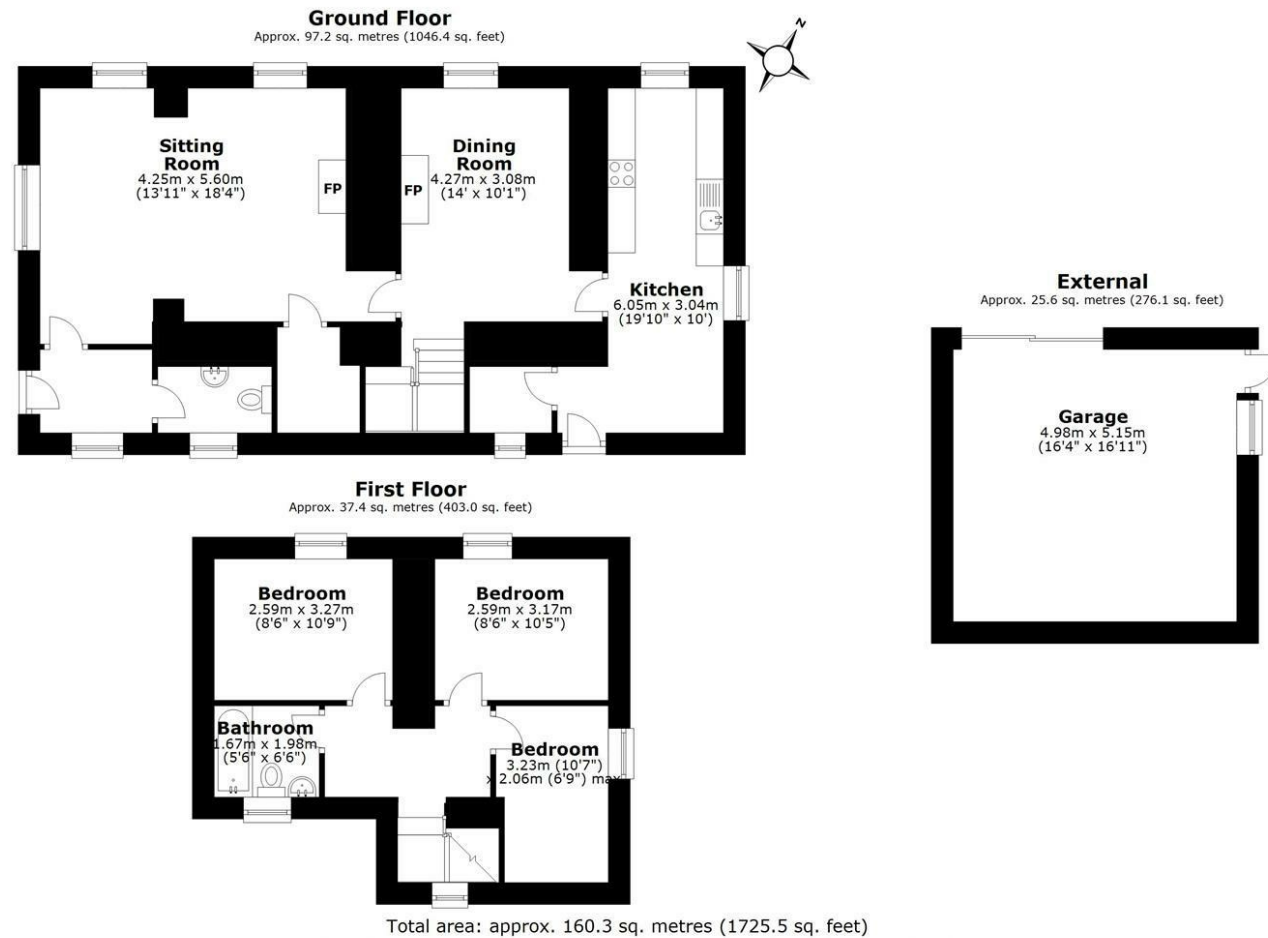 Ground Floor
Approx. 97.2 sq. metres (1046.4 sq. feet)
N
Sitting
Room
4.25m x 5.60m
(13'11" x 18'4")
FP
FP
Dining
Room
4.27m x 3.08m
(14' x 10'1")
Kitchen
6.05m x 3.04m
(19'10" x 10')
External
Approx. 25.6 sq. metres (276.1 sq. feet)
Garage
4.98m x 5.15m
(16'4" x 16'11")
First Floor
Approx. 37.4 sq. metres (403.0 sq. feet)
Bedroom
2.59m x 3.27m
(8'6" x 10'9")
Bedroom
2.59m x 3.17m
(8'6" x 10'5")
Bathroom
1.67m x 1.98m
(5'6" x 6'6")
Bedroom
3.23m (10'7")
x 2.06m (6'9") max
Total area: approx. 160.3 sq. metres (1725.5 sq. feet)